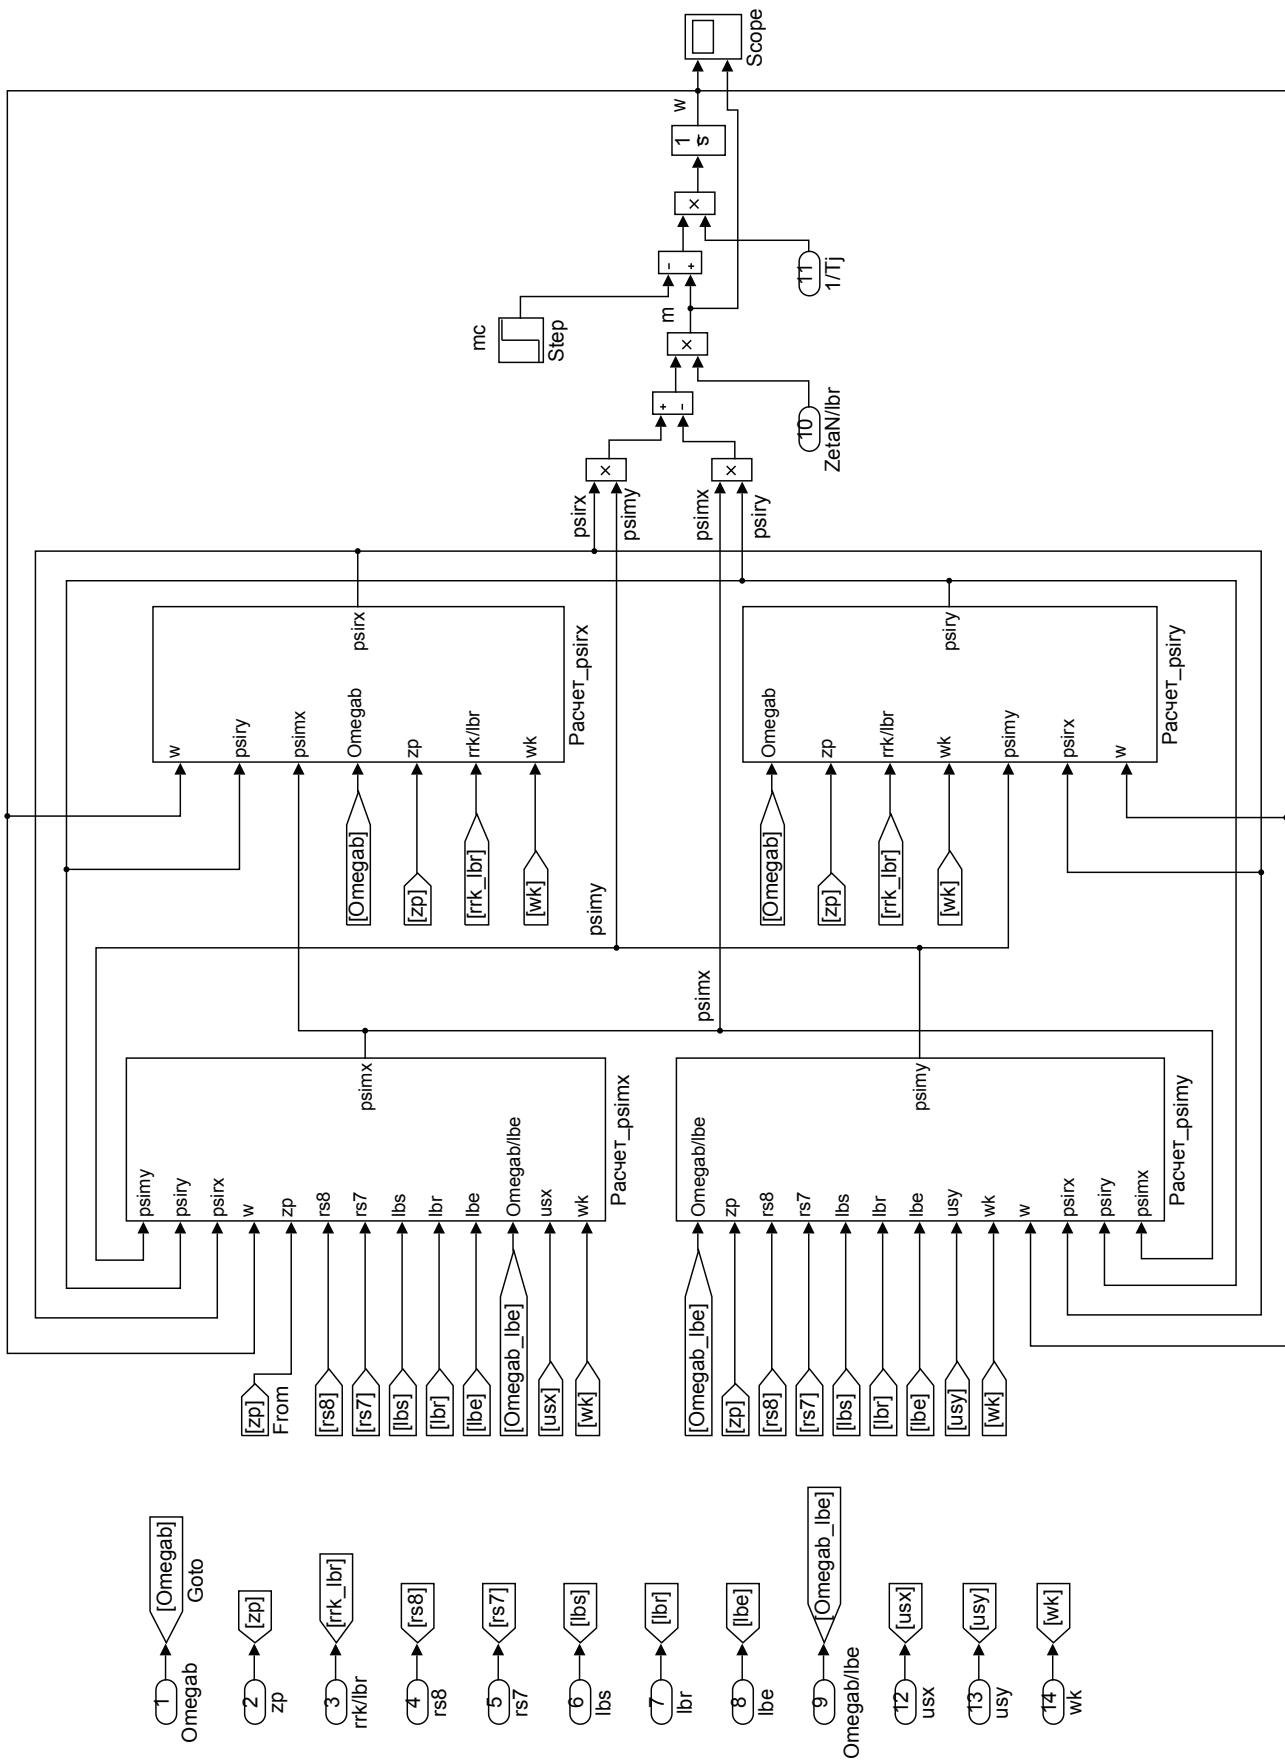 1
Omegab
[Omegab]
Goto
2
zp
[zp]
3
rrk/lbr
[rrk_lbr]
4
rs8
[rs8]
5
rs7
[rs7]
6
lbs
[lbs]
7
lbr
[lbr]
8
lbe
[lbe]
9
Omegab/lbe
[Omegab_lbe]
12
usx
[usx]
13
usy
[usy]
14
wk
[wk]
[zp]
From
[rs8]
[rs7]
[lbs]
[lbr]
[lbe]
[Omegab_lbe]
[usx]
[wk]
psimy
psiry
psirx
w
zp
rs8
rs7
lbs
lbr
lbe
Omegab/lbe
usx
wk
psimx
Расчет_psimx
[Omegab_lbe]
[zp]
[rs8]
[rs7]
[lbs]
[lbr]
[lbe]
[usy]
[wk]
Omegab/lbe
zp
rs8
rs7
lbs
lbr
lbe
usy
wk
w
psirx
psiry
psimx
psimy
Расчет_psimy
psimy
psimx
[Omegab]
[zp]
[rrk_lbr]
[wk]
w
psiry
psimx
Omegab
zp
rrk/lbr
wk
psirx
Расчет_psirx
[Omegab]
[zp]
[rrk_lbr]
[wk]
Omegab
zp
rrk/lbr
wk
psimy
psirx
w
psiry
Расчет_psiry
psirx
psimy
×
psimx
psiry
×
+
-
10
ZetaN/lbr
×
m
mc
Step
-
+
11
1/Tj
×
1
s
w
Scope